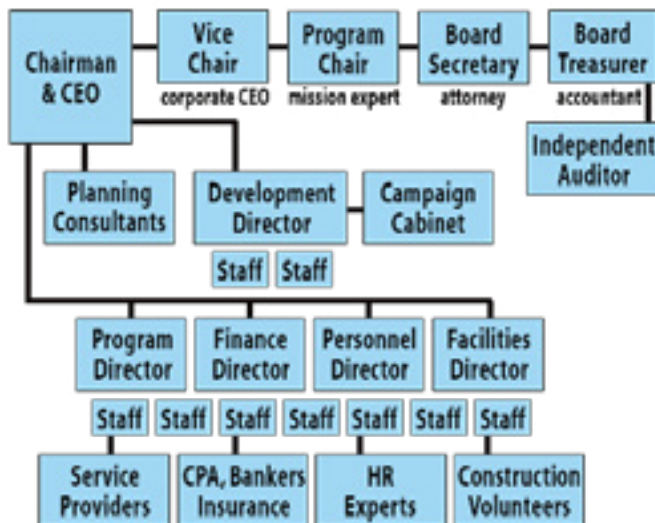 Chairman
& CEO
Vice
Chair
corporate CEO
Program
Chair
mission expert
Board
Secretary
attorney
Board
Treasurer
accountant
Independent
Auditor
Planning
Consultants
Development
Director
Campaign
Cabinet
Staff
Staff
Program
Director
Finance
Director
Personnel
Director
Facilities
Director
Staff
Staff
Staff
Staff
Staff
Staff
Staff
Service
Providers
CPA, Bankers
Insurance
HR
Experts
Construction
Volunteers